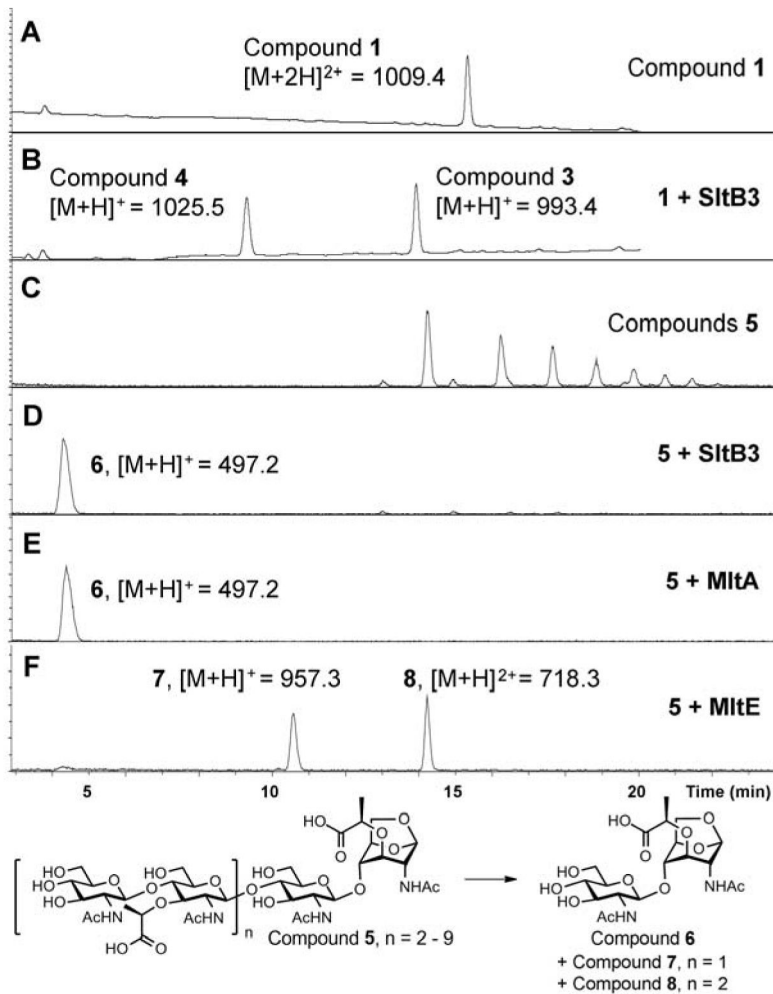 A
Compound 1
[M+2H]²⁺ = 1009.4
Compound 1
B
Compound 4
[M+H]⁺ = 1025.5
Compound 3
[M+H]⁺ = 993.4
1 + SltB3
C
Compounds 5
D
6, [M+H]⁺ = 497.2
5 + SltB3
E
6, [M+H]⁺ = 497.2
5 + MltA
F
7, [M+H]⁺ = 957.3
8, [M+H]²⁺ = 718.3
5 + MltE
5 10 15 20 Time (min)
HO
O
O
O
O
NHAc
HO
HO
HO
O
AcHN
O
HO
O
O
AcHN
HO
O
n
O
HO
O
HO
AcHN
O
Compound 5, n = 2 - 9
HO
O
O
O
O
NHAc
HO
HO
HO
O
AcHN
O
Compound 6
+ Compound 7, n = 1
+ Compound 8, n = 2